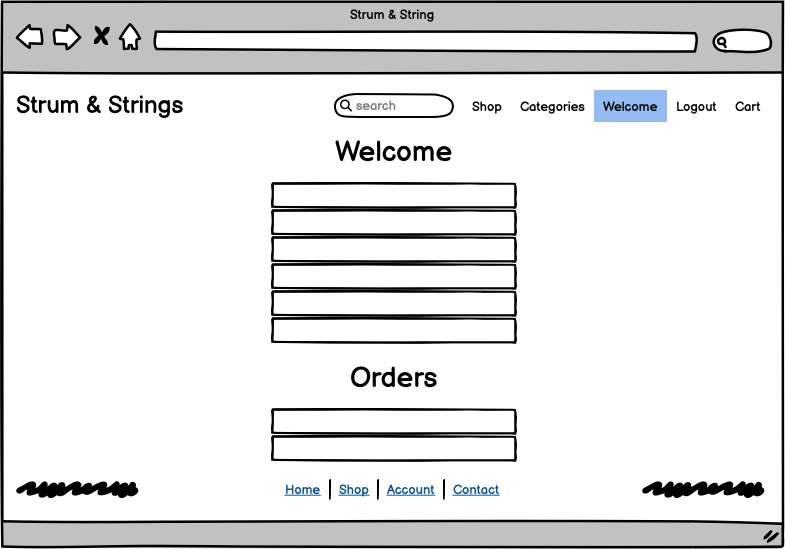 Strum & String
Strum & Strings
search
Shop
Categories
Welcome
Logout
Cart
Welcome
Orders
Home
Shop
Account
Contact